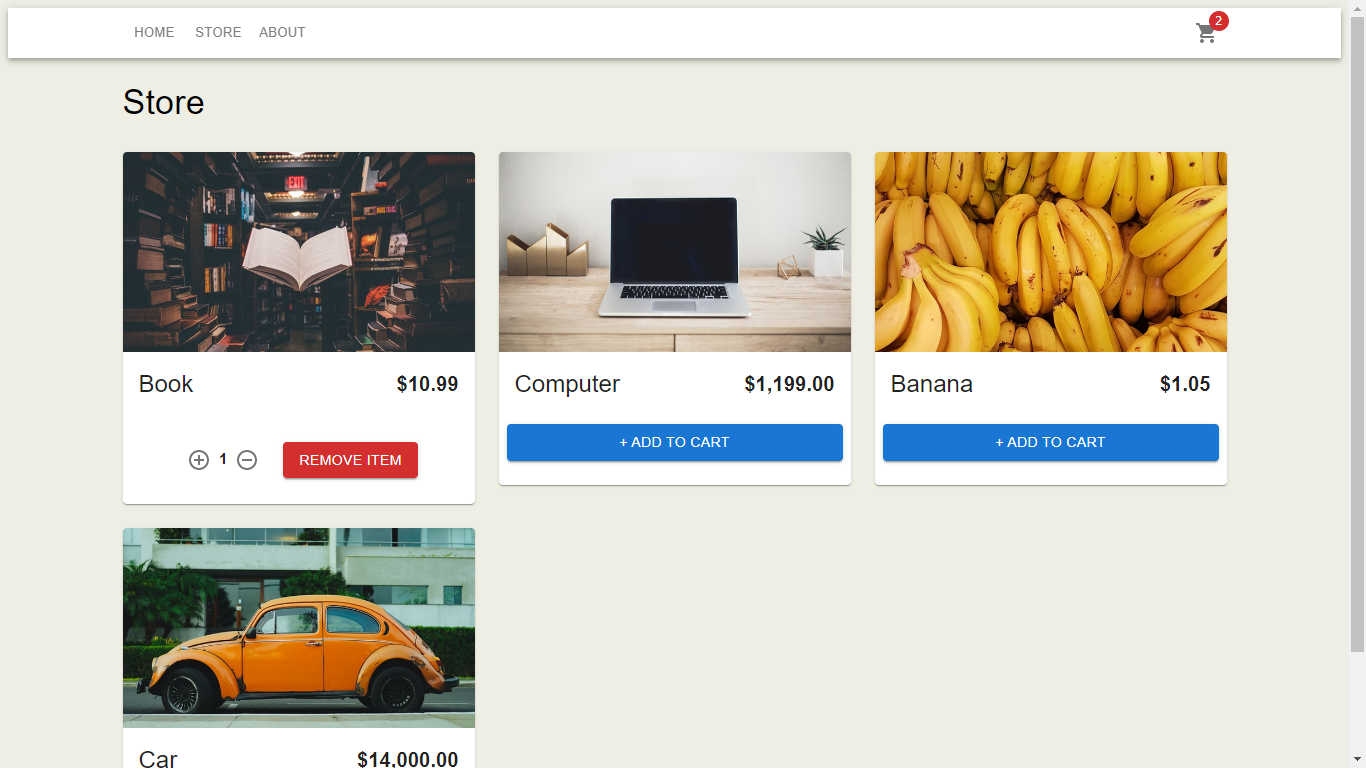 HOME STORE ABOUT 2
Store
EXIT
Book $10.99
1 REMOVE ITEM
Computer $1,199.00
+ ADD TO CART
Banana $1.05
+ ADD TO CART
Car $14,000.00